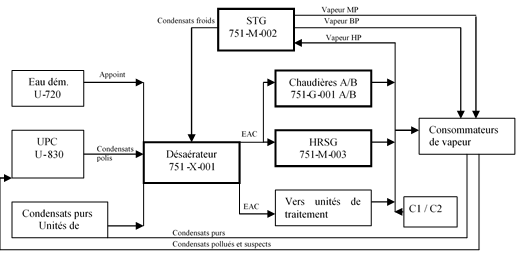 Vapeur MP
Condensats froids
STG
751-M-002
Vapeur BP
Vapeur HP
Eau dém.
U-720
Appoint
Chaudières A/B
751-G-001 A/B
EAC
UPC
U-830
Condensats
polis
Désaérateur
751-X-001
HRSG
751-M-003
Consommateurs
de vapeur
EAC
Vers unités de
traitement
C1 / C2
Condensats purs
Unités de
Condensats purs
Condensats pollués et suspects